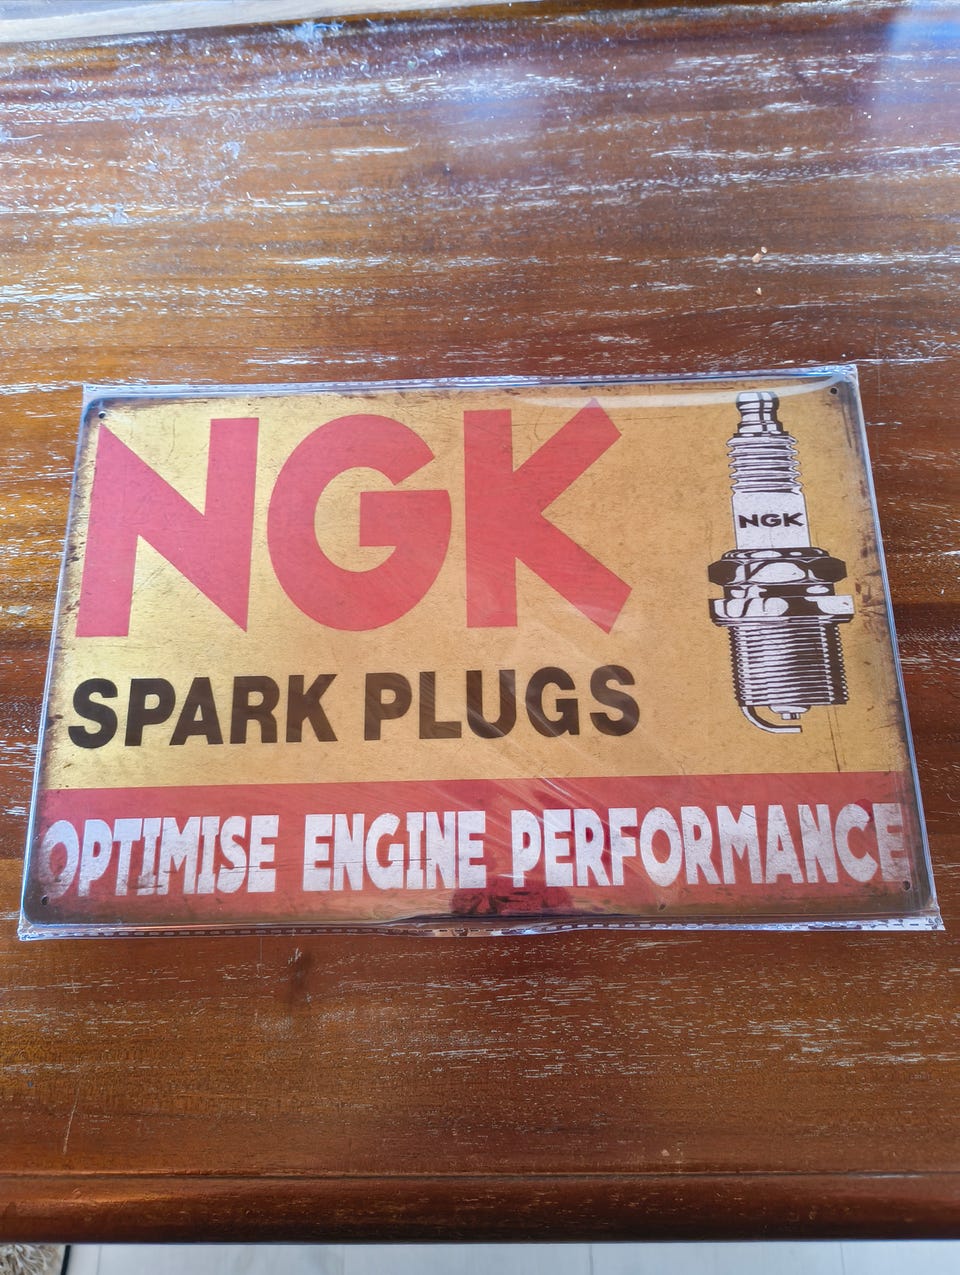 NGK
NGK
SPARK PLUGS
OPTIMISE ENGINE PERFORMANCE